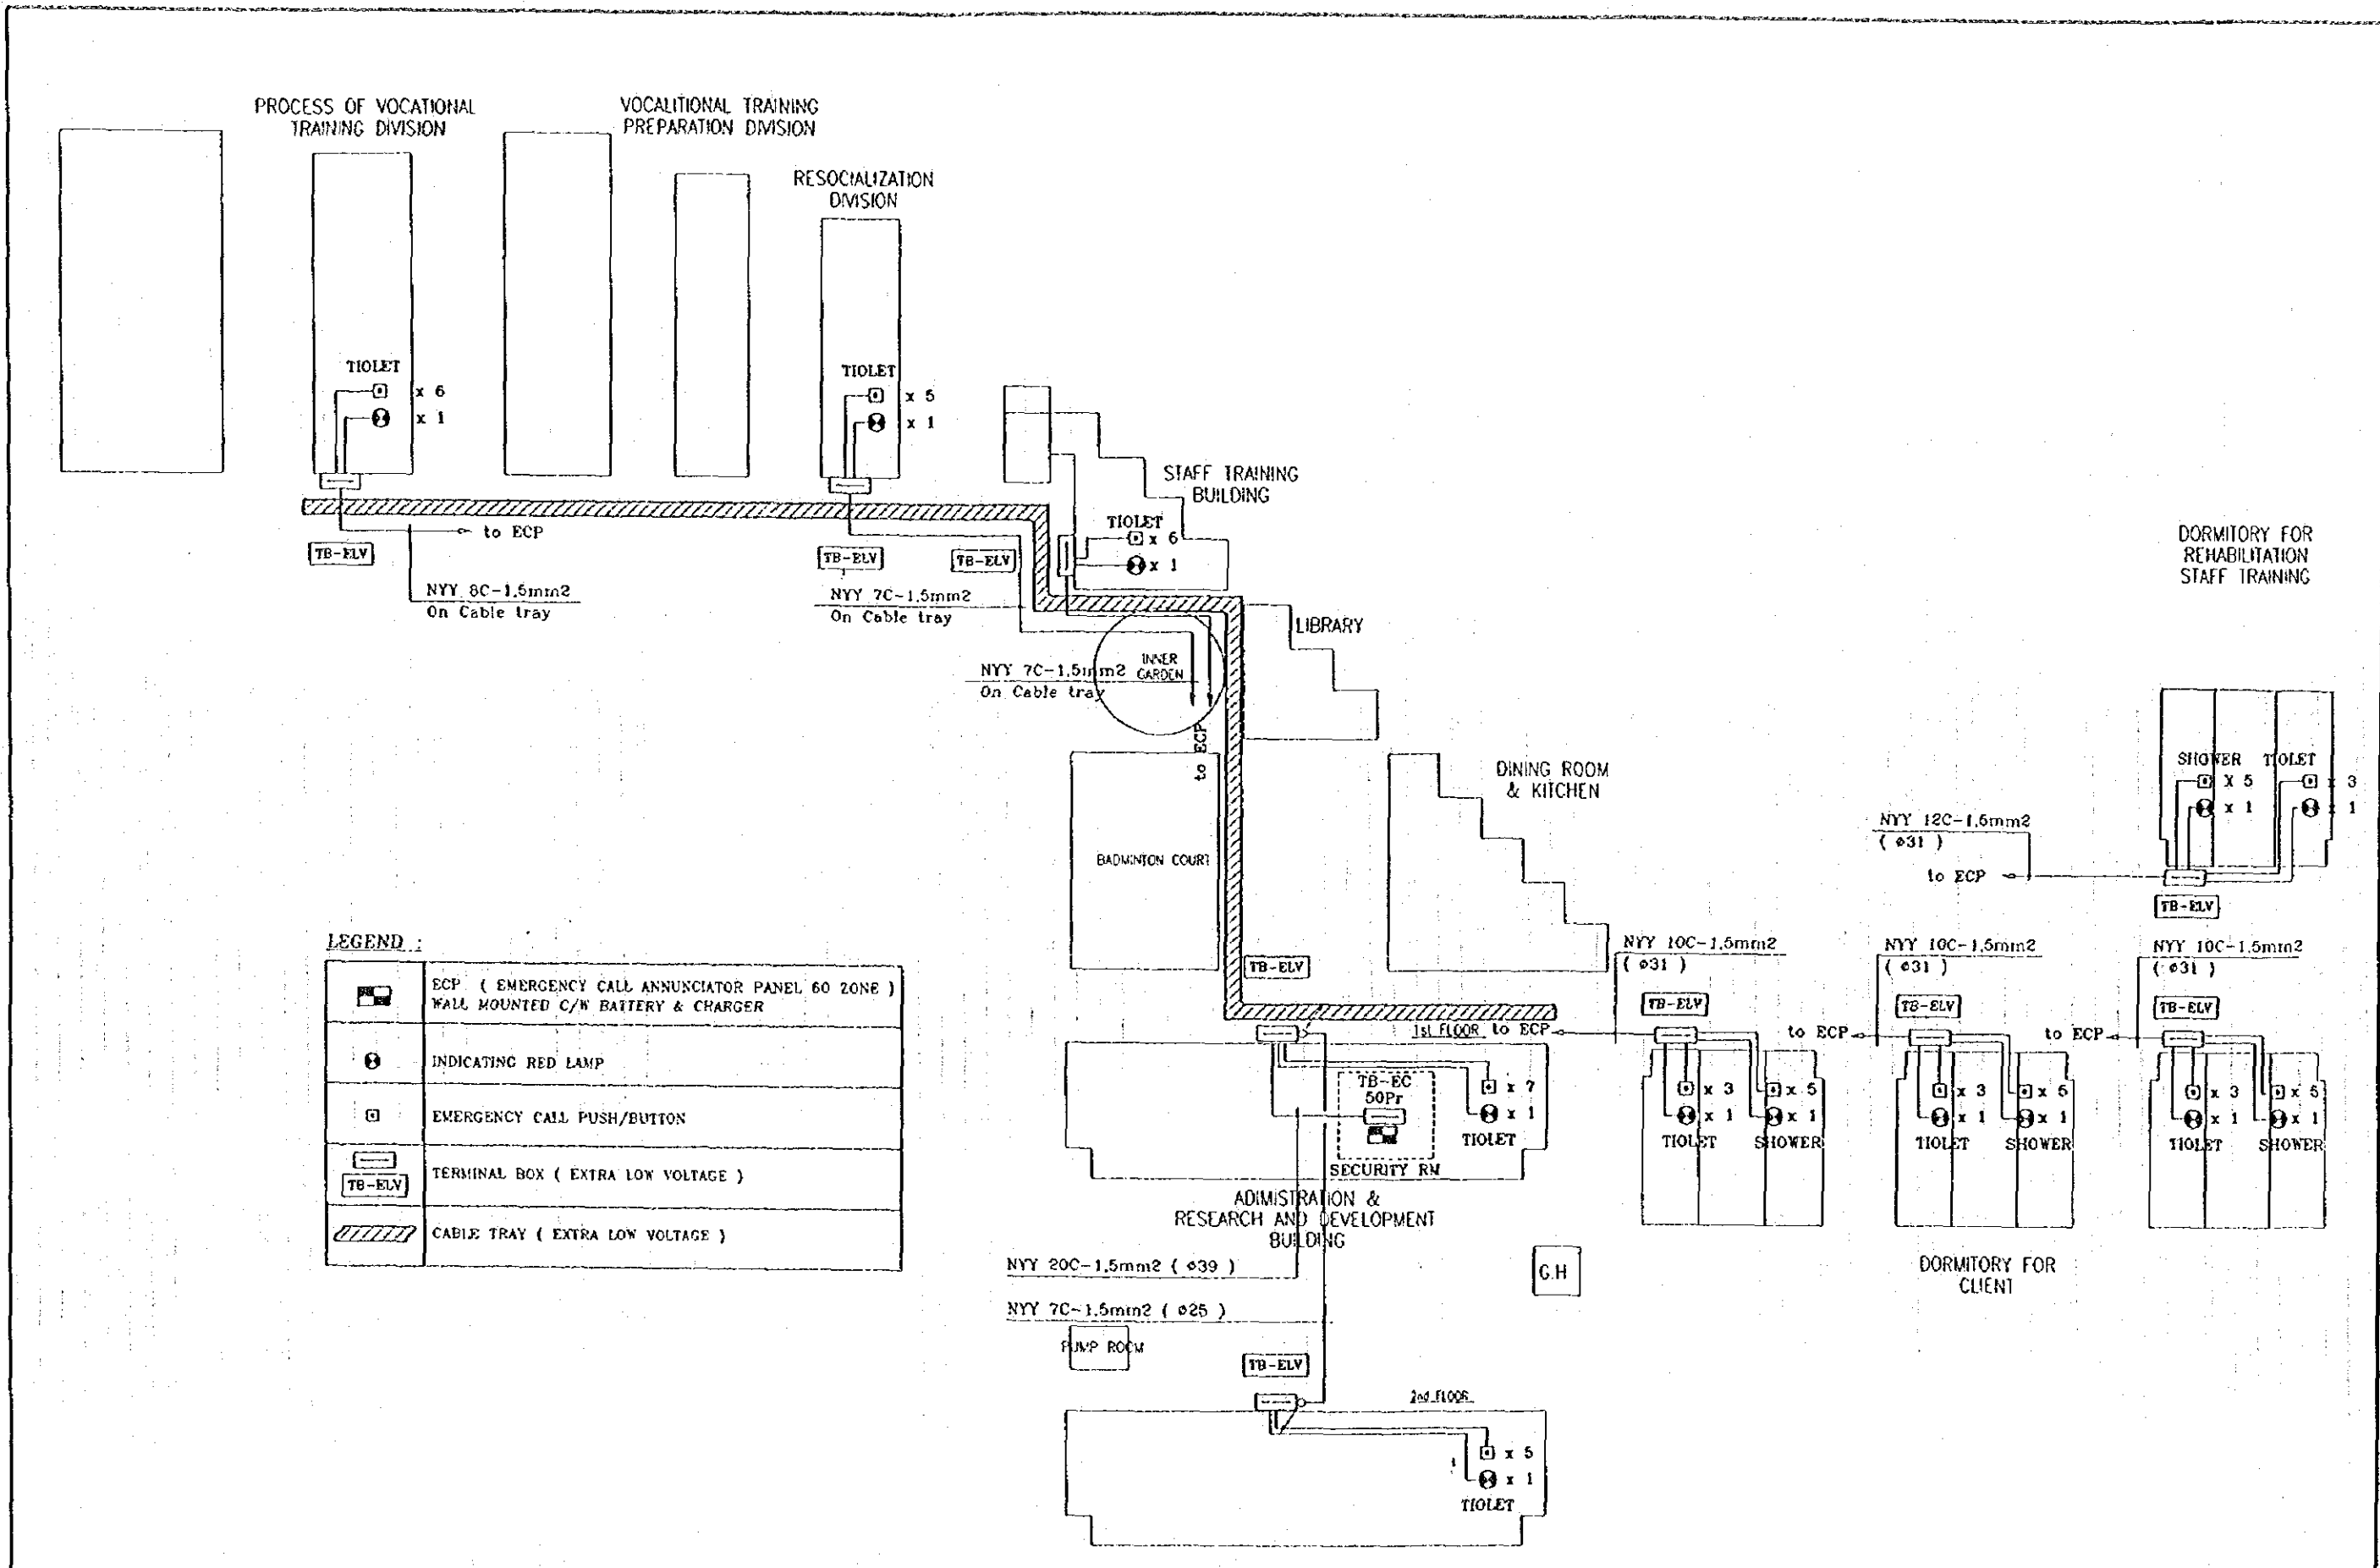 PROCESS OF VOCATIONAL
TRAINING DIVISION
VOCALITIONAL TRAINING
PREPARATION DIVISION
RESOCIALIZATION
DIVISION
TIOLET
x 6
x 1
TIOLET
x 5
x 1
STAFF TRAINING
BUILDING
TIOLET
x 6
x 1
to ECP
TB-ELV
TB-ELV
TB-ELV
NYY 8C-1.5mm2
On Cable tray
NYY 7C-1.5mm2
On Cable tray
NYY 7C-1.5mm2
On Cable tray
INNER
GARDEN
LIBRARY
to ECP
DORMITORY FOR
REHABILITATION
STAFF TRAINING
SHOWER TIOLET
X 5
x 3
x 1
x 1
NYY 12C-1.5mm2
( ø31 )
to ECP
TB-ELV
DINING ROOM
& KITCHEN
BADMINTON COURT
TB-ELV
NYY 10C-1.5mm2
( ø31 )
TB-ELV
NYY 10C-1.5mm2
( ø31 )
TB-ELV
NYY 10C-1.5mm2
( ø31 )
TB-ELV
1st FLOOR to ECP
to ECP
to ECP
x 3
x 5
x 1
x 1
TIOLET
SHOWER
x 3
x 5
x 1
x 1
TIOLET
SHOWER
x 3
x 5
x 1
x 1
TIOLET
SHOWER
TB-EC
50Pr
x 7
x 1
TIOLET
SECURITY RM
ADIMISTRATION &
RESEARCH AND DEVELOPMENT
BUILDING
DORMITORY FOR
CLIENT
G.H
NYY 20C-1.5mm2 ( ø39 )
NYY 7C-1.5mm2 ( ø25 )
PUMP ROOM
TB-ELV
2nd FLOOR
x 5
x 1
TIOLET
LEGEND :
ECP ( EMERGENCY CALL ANNUNCIATOR PANEL 60 ZONE )
WALL MOUNTED C/W BATTERY & CHARGER
INDICATING RED LAMP
EMERGENCY CALL PUSH/BUTTON
TB-ELV
TERMINAL BOX ( EXTRA LOW VOLTAGE )
CABLE TRAY ( EXTRA LOW VOLTAGE )